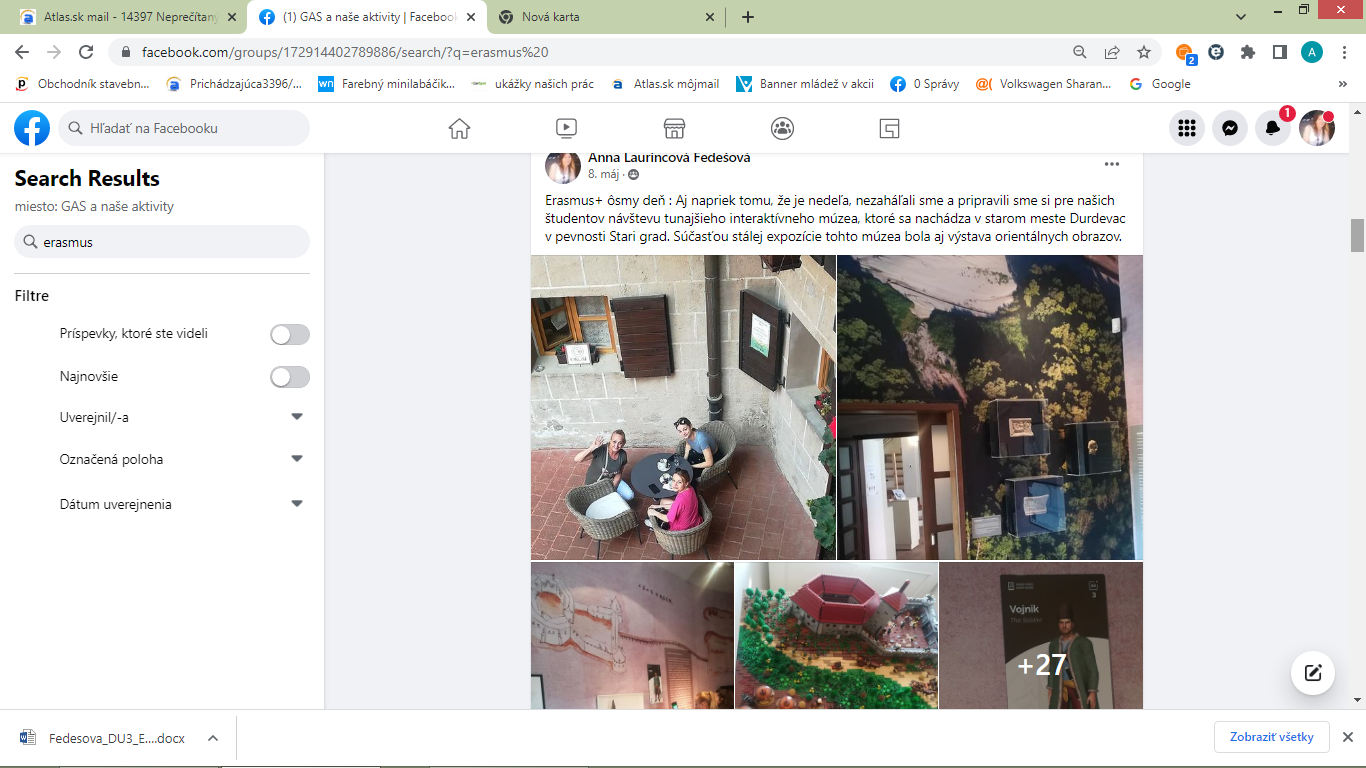 Atlas.sk mail - 14397 Neprečítaný
(1) GAS a naše aktivity | Facebook
Nová karta
facebook.com/groups/172914402789886/search/?q=erasmus%20
2
A
Obchodník stavebn...
Prichádzajúca3396/...
wn Farebný minilabáčik...
ukážky našich prác
a Atlas.sk môjmail
Banner mládež v akcii
0 Správy
@( Volkswagen Sharan...
G Google
»
Hľadať na Facebooku
1
Search Results
miesto: GAS a naše aktivity
erasmus
Filtre
Príspevky, ktoré ste videli
Najnovšie
Uverejnil/-a
Označená poloha
Dátum uverejnenia
Anna Laurincová Fedešová
8. máj ·
Erasmus+ ôsmy deň : Aj napriek tomu, že je nedeľa, nezaháľali sme a pripravili sme si pre našich
študentov návštevu tunajšieho interaktívneho múzea, ktoré sa nachádza v starom meste Durdevac
v pevnosti Stari grad. Súčasťou stálej expozície tohto múzea bola aj výstava orientálnych obrazov.
3
Vojnik
The Soldier
+27
Fedesova_DU3_E....docx
Zobraziť všetky